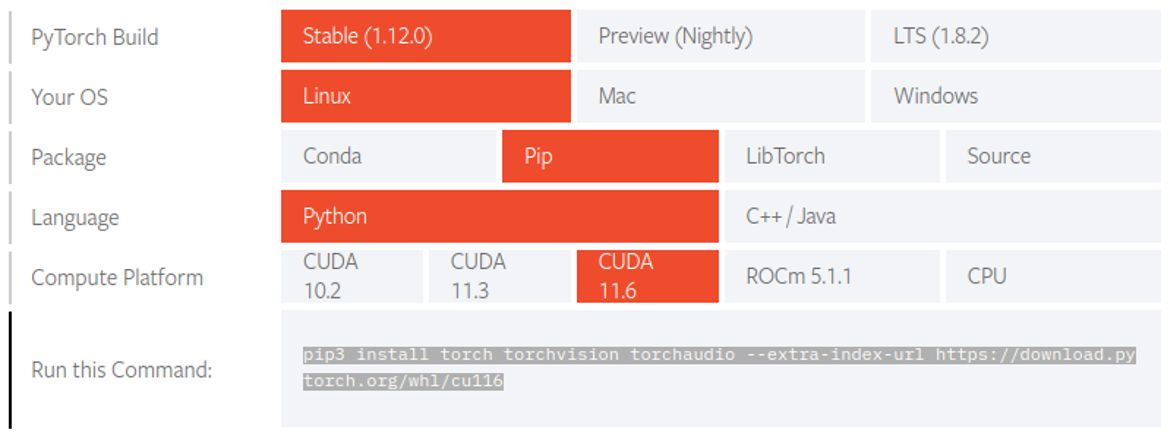 PyTorch Build Stable (1.12.0) Preview (Nightly) LTS (1.8.2)
Your OS Linux Mac Windows
Package Conda Pip LibTorch Source
Language Python C++ / Java
Compute Platform CUDA 10.2 CUDA 11.3 CUDA 11.6 ROCm 5.1.1 CPU
Run this Command: pip3 install torch torchvision torchaudio --extra-index-url https://download.py
torch.org/whl/cu116